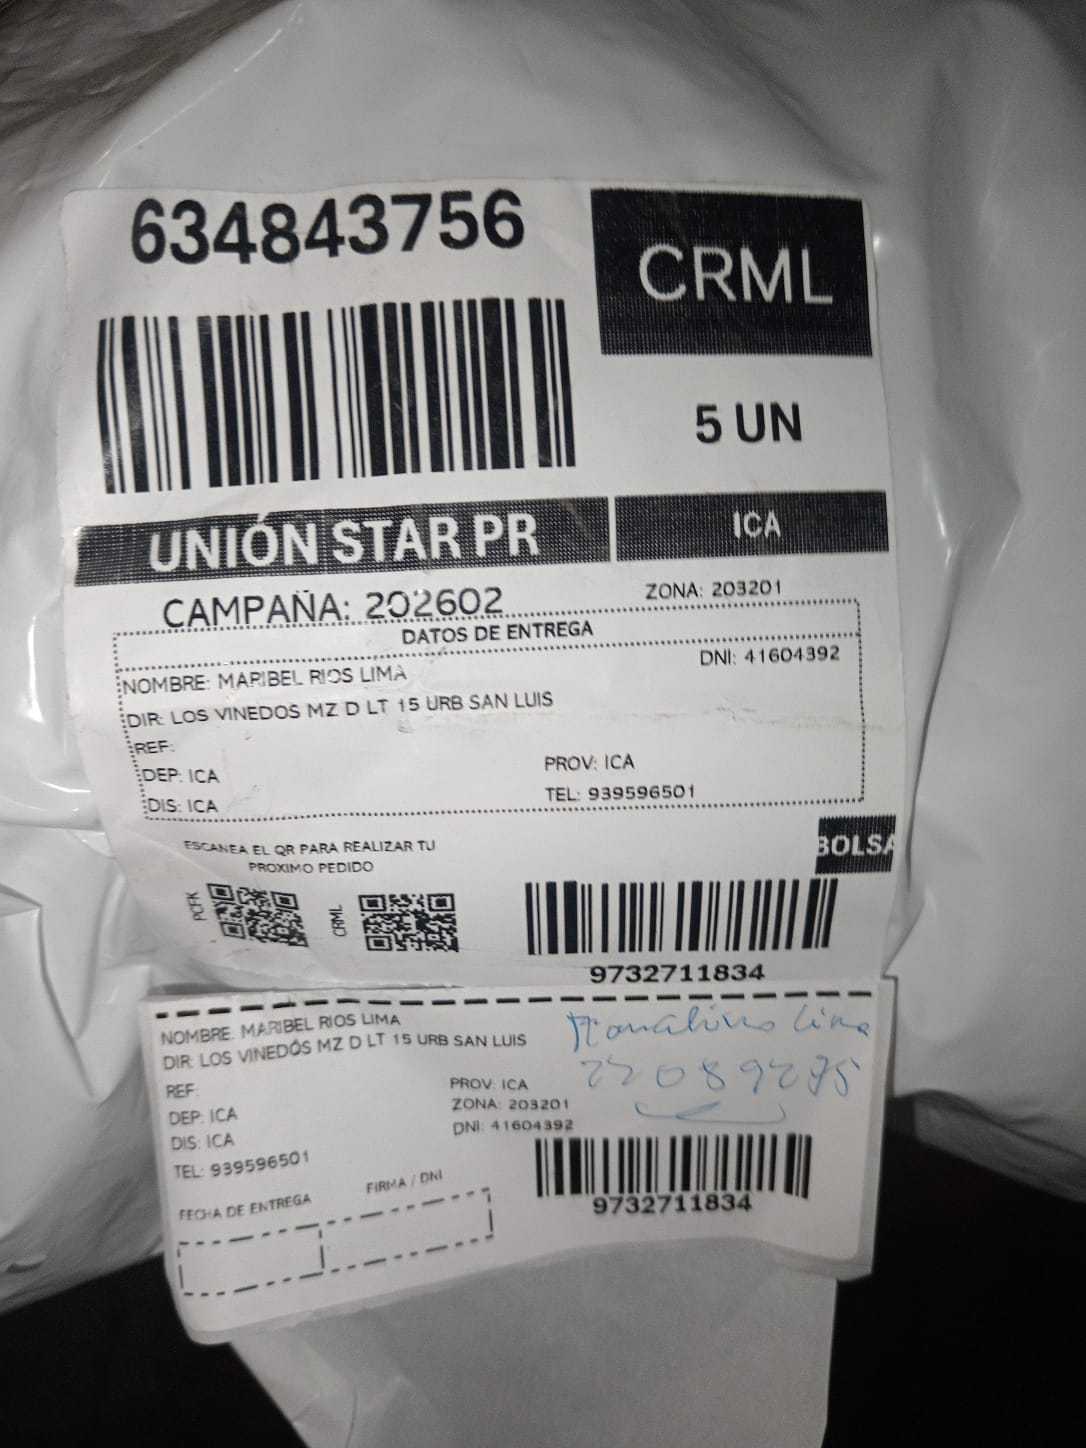 634843756
CRML
5 UN
UNIÓN STAR PR
ICA
CAMPAÑA: 202602
ZONA: 203201
DATOS DE ENTREGA
NOMBRE: MARIBEL RIOS LIMA
DNI: 41604392
DIR: LOS VINEDOS MZ D LT 15 URB SAN LUIS
REF:
DEP: ICA
PROV: ICA
DIS: ICA
TEL: 939596501
ESCANEA EL QR PARA REALIZAR TU
PROXIMO PEDIDO
BOLSA
PCFK
CRML
9732711834
NOMBRE: MARIBEL RIOS LIMA
DIR: LOS VINEDOS MZ D LT 15 URB SAN LUIS
Lima
REF:
PROV: ICA
DEP: ICA
ZONA: 203201
DIS: ICA
DNI: 41604392
TEL: 939596501
FECHA DE ENTREGA
FIRMA / DNI
9732711834